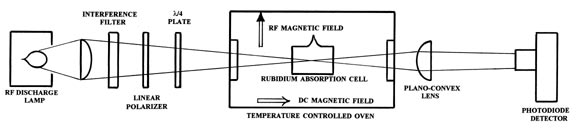 INTERFERENCE
FILTER
λ/4
PLATE
RF MAGNETIC FIELD
RUBIDIUM ABSORPTION CELL
RF DISCHARGE
LAMP
LINEAR
POLARIZER
DC MAGNETIC FIELD
TEMPERATURE CONTROLLED OVEN
PLANO-CONVEX
LENS
PHOTODIODE
DETECTOR